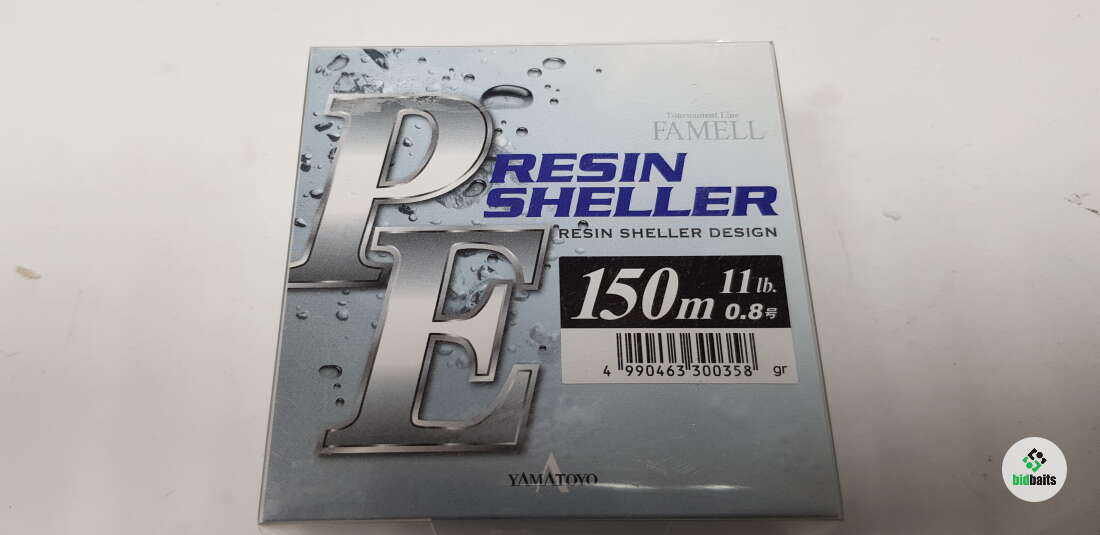 PE
Tournament Line
FAMELL
RESIN
SHELLER
RESIN SHELLER DESIGN
150m 11lb.
0.8号
4 990463 300358 gr
YAMATOYO
bidbaits